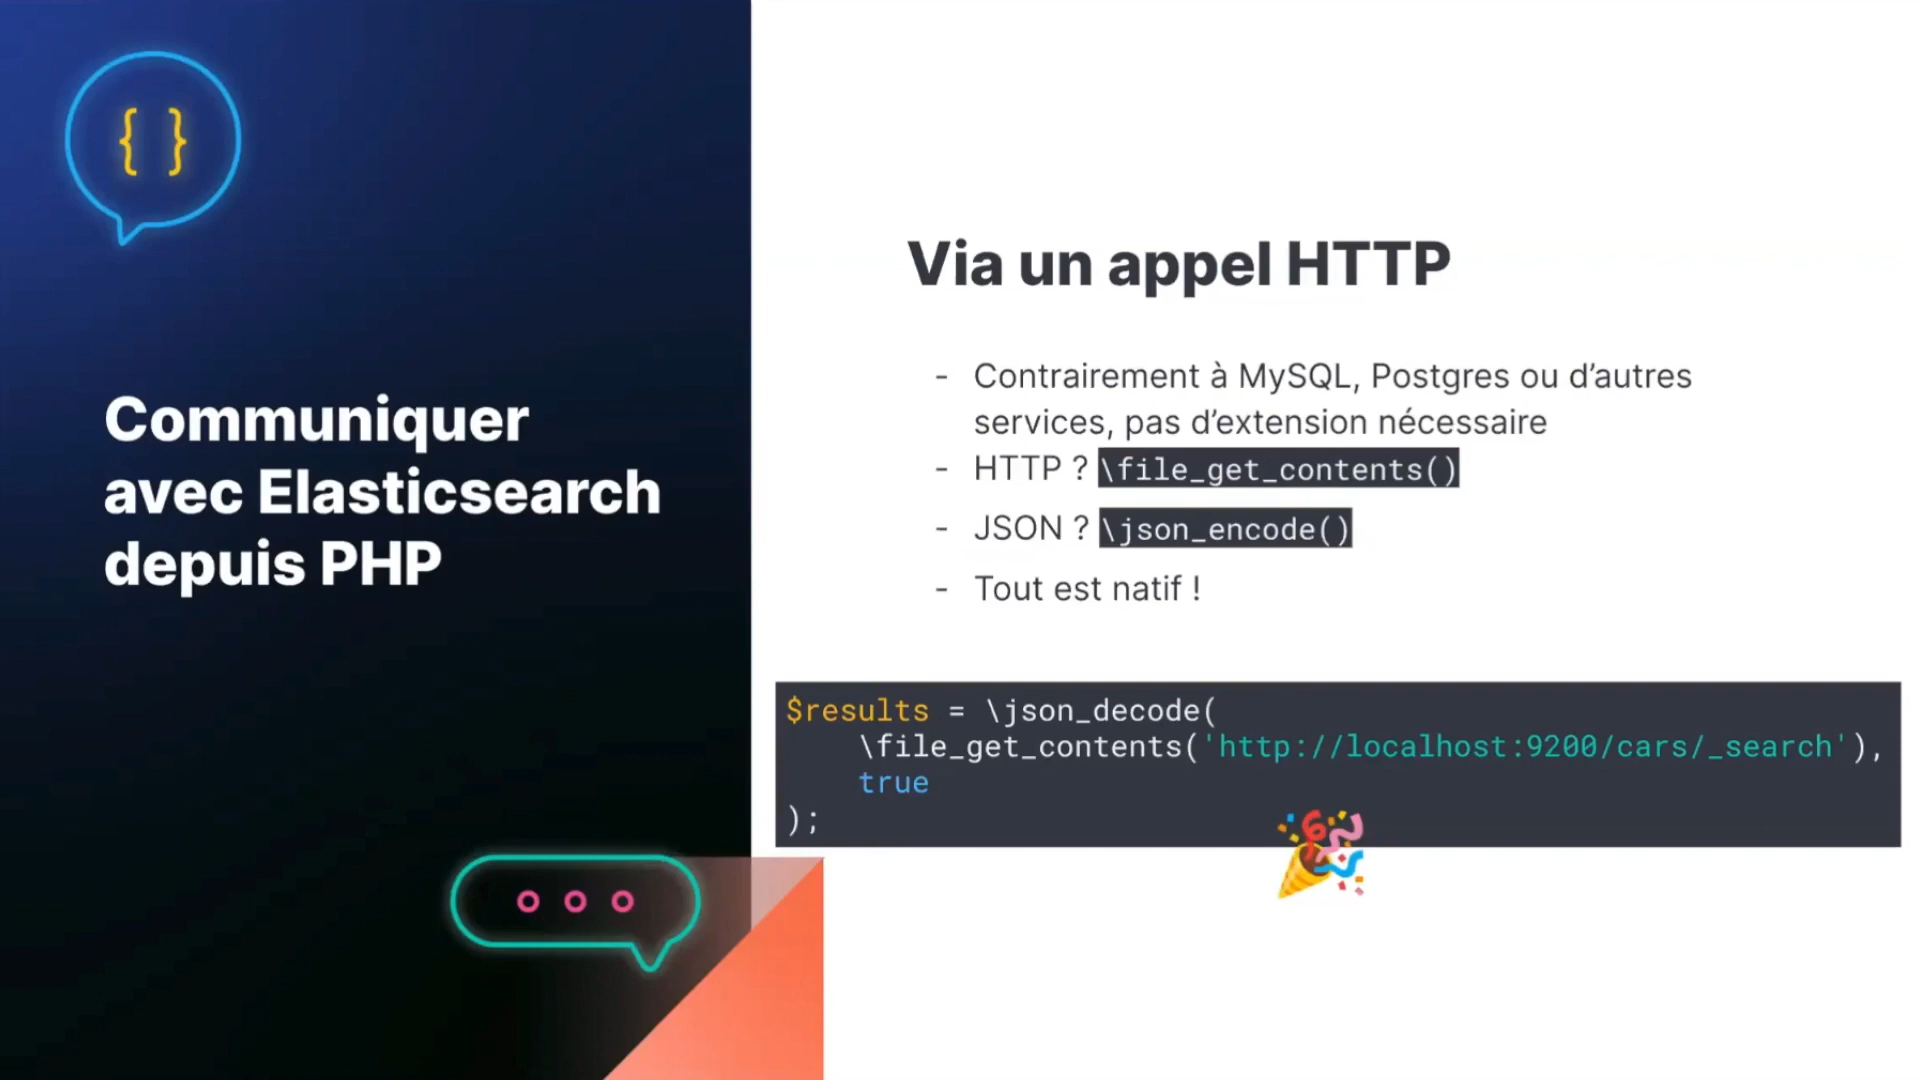 { }
Communiquer
avec Elasticsearch
depuis PHP
Via un appel HTTP
- Contrairement à MySQL, Postgres ou d’autres
services, pas d’extension nécessaire
- HTTP ? \file_get_contents()
- JSON ? \json_encode()
- Tout est natif !
$results = \json_decode(
    \file_get_contents('http://localhost:9200/cars/_search'),
    true
);